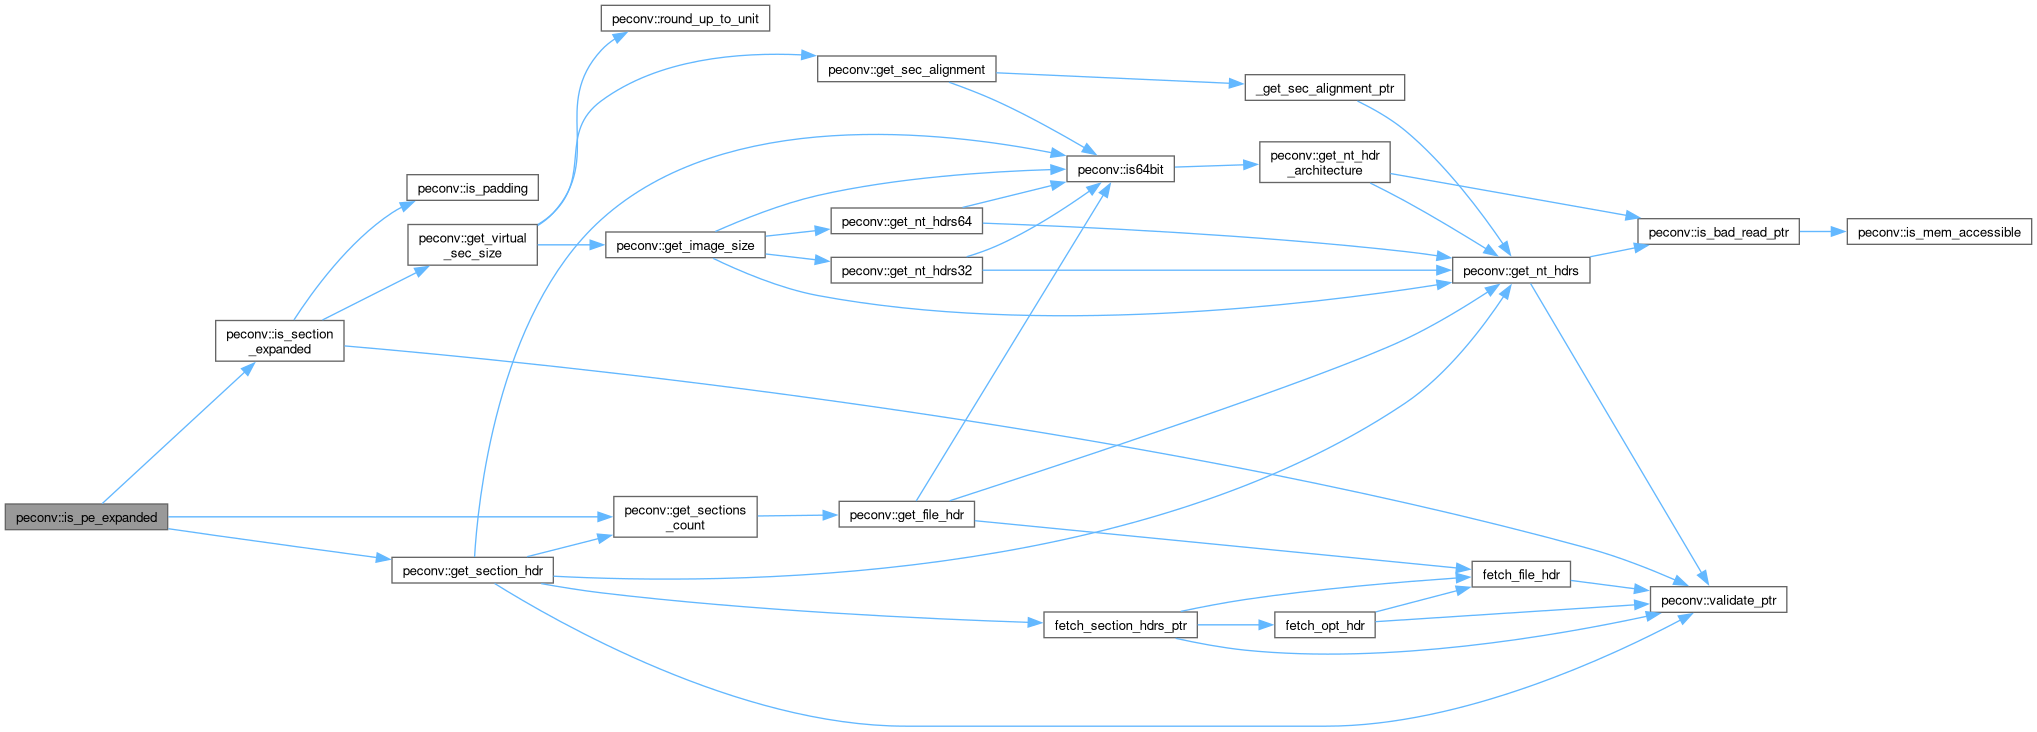 peconv::round_up_to_unit
peconv::get_sec_alignment
_get_sec_alignment_ptr
peconv::get_nt_hdr
_architecture
peconv::is64bit
peconv::is_padding
peconv::get_nt_hdrs64
peconv::is_bad_read_ptr
peconv::is_mem_accessible
peconv::get_virtual
_sec_size
peconv::get_image_size
peconv::get_nt_hdrs32
peconv::get_nt_hdrs
peconv::is_section
_expanded
peconv::is_pe_expanded
peconv::get_sections
_count
peconv::get_file_hdr
peconv::get_section_hdr
fetch_file_hdr
peconv::validate_ptr
fetch_section_hdrs_ptr
fetch_opt_hdr